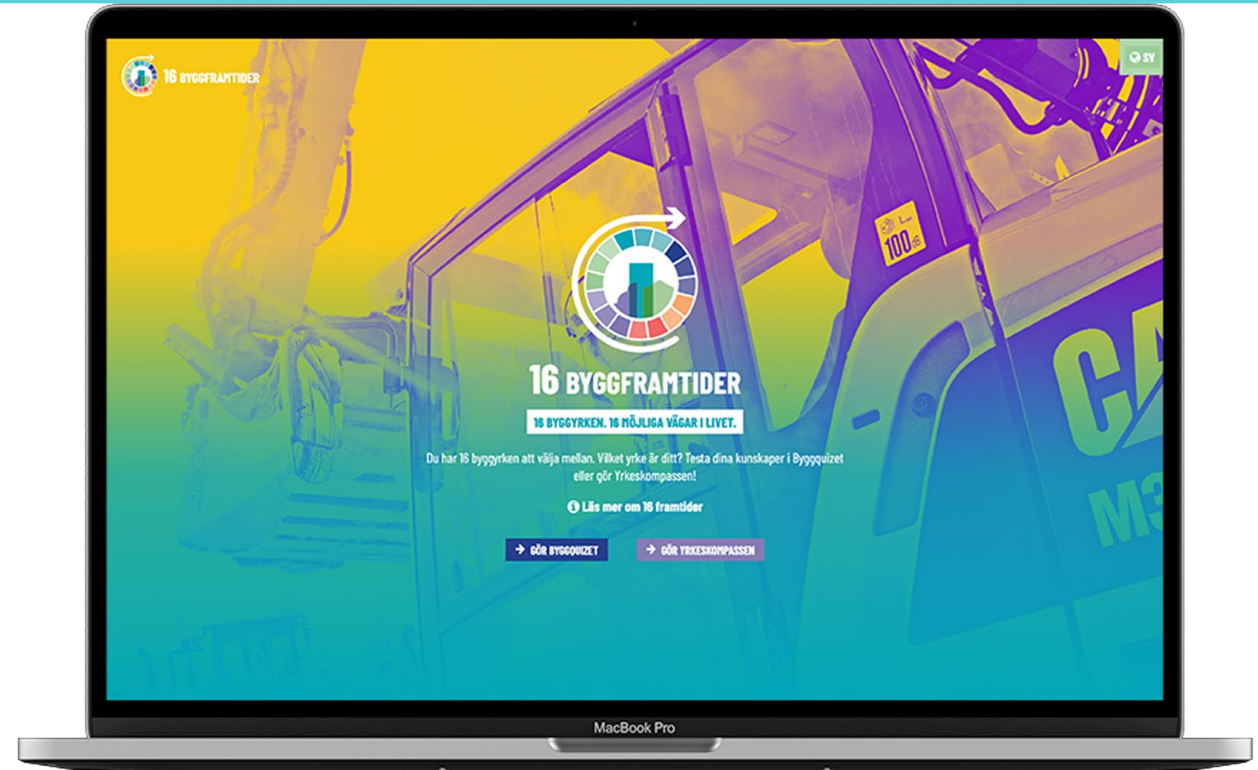 16 BYGGFRAMTIDER
SV
100
16 BYGGFRAMTIDER
16 BYGGYRKEN. 16 MÖJLIGA VÄGAR I LIVET.
Du har 16 byggyrken att välja mellan. Vilket yrke är ditt? Testa dina kunskaper i Byggquizet
eller gör Yrkeskompassen!
Läs mer om 16 framtider
→ GÖR BYGGQUIZET
→ GÖR YRKESKOMPASSEN
CA
M3
MacBook Pro